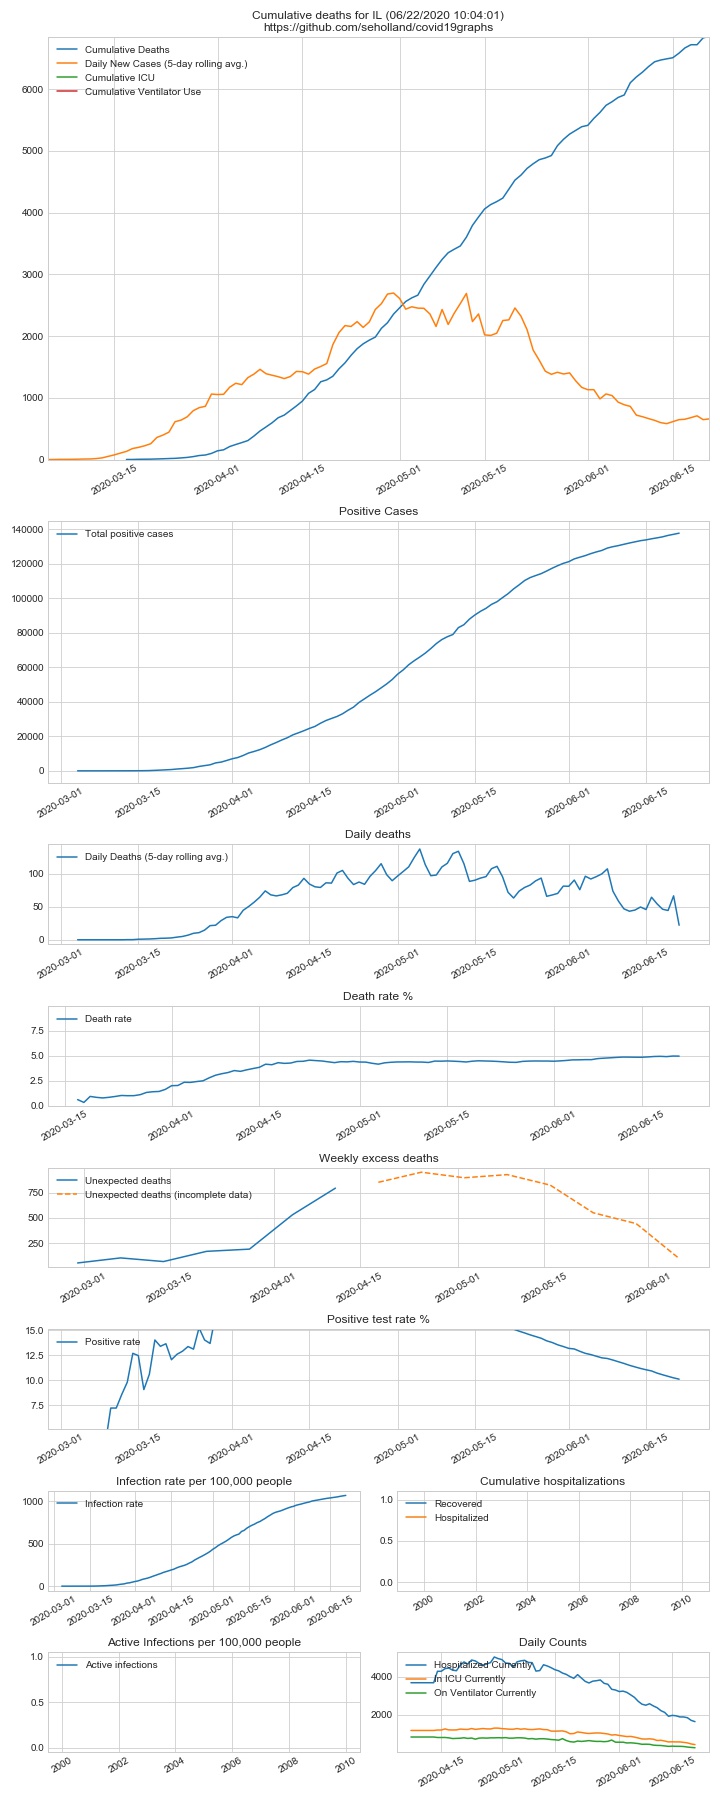 Cumulative deaths for IL (06/22/2020 10:04:01)
https://github.com/seholland/covid19graphs
Cumulative Deaths
Daily New Cases (5-day rolling avg.)
Cumulative ICU
Cumulative Ventilator Use
6000
5000
4000
3000
2000
1000
0
2020-03-15 2020-04-01 2020-04-15 2020-05-01 2020-05-15 2020-06-01 2020-06-15
Positive Cases
Total positive cases
140000
120000
100000
80000
60000
40000
20000
0
2020-03-01 2020-03-15 2020-04-01 2020-04-15 2020-05-01 2020-05-15 2020-06-01 2020-06-15
Daily deaths
Daily Deaths (5-day rolling avg.)
100
50
0
2020-03-01 2020-03-15 2020-04-01 2020-04-15 2020-05-01 2020-05-15 2020-06-01 2020-06-15
Death rate %
Death rate
7.5
5.0
2.5
0.0
2020-03-15 2020-04-01 2020-04-15 2020-05-01 2020-05-15 2020-06-01 2020-06-15
Weekly excess deaths
Unexpected deaths
Unexpected deaths (incomplete data)
750
500
250
2020-03-01 2020-03-15 2020-04-01 2020-04-15 2020-05-01 2020-05-15 2020-06-01
Positive test rate %
Positive rate
15.0
12.5
10.0
7.5
2020-03-01 2020-03-15 2020-04-01 2020-04-15 2020-05-01 2020-05-15 2020-06-01 2020-06-15
Infection rate per 100,000 people
Infection rate
1000
500
0
2020-03-01 2020-03-15 2020-04-01 2020-04-15 2020-05-01 2020-05-15 2020-06-01 2020-06-15
Cumulative hospitalizations
Recovered
Hospitalized
1.0
0.5
0.0
2000 2002 2004 2006 2008 2010
Active Infections per 100,000 people
Active infections
1.0
0.5
0.0
2000 2002 2004 2006 2008 2010
Daily Counts
Hospitalized Currently
In ICU Currently
On Ventilator Currently
4000
2000
2020-04-15 2020-05-01 2020-05-15 2020-06-01 2020-06-15